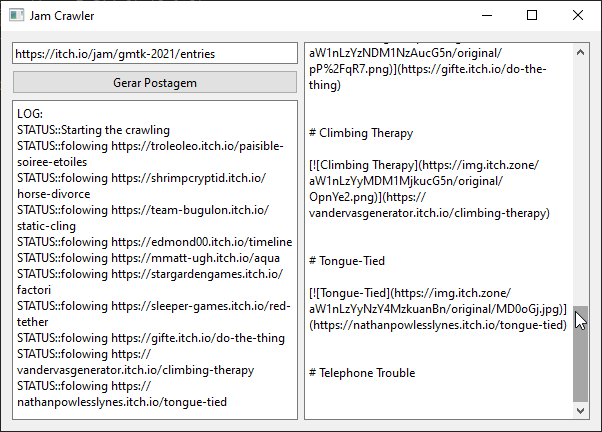 Jam Crawler
https://itch.io/jam/gmtk-2021/entries
Gerar Postagem
LOG:
STATUS::Starting the crawling
STATUS::folowing https://troleoleo.itch.io/paisible-
soiree-etoiles
STATUS::folowing https://shrimpcryptid.itch.io/
horse-divorce
STATUS::folowing https://team-bugulon.itch.io/
static-cling
STATUS::folowing https://edmond00.itch.io/timeline
STATUS::folowing https://mmatt-ugh.itch.io/aqua
STATUS::folowing https://stargardengames.itch.io/
factori
STATUS::folowing https://sleeper-games.itch.io/red-
tether
STATUS::folowing https://gifte.itch.io/do-the-thing
STATUS::folowing https://
vandervasgenerator.itch.io/climbing-therapy
STATUS::folowing https://
nathanpowlesslynes.itch.io/tongue-tied
aW1nLzYzNDM1NzAucG5n/original/
pP%2FqR7.png)](https://gifte.itch.io/do-the-
thing)
# Climbing Therapy
[![Climbing Therapy](https://img.itch.zone/
aW1nLzYyMDM1MjkucG5n/original/
OpnYe2.png)](https://
vandervasgenerator.itch.io/climbing-therapy)
# Tongue-Tied
[![Tongue-Tied](https://img.itch.zone/
aW1nLzYyNzY4MzkuanBn/original/MD0oGj.jpg)]
(https://nathanpowlesslynes.itch.io/tongue-tied)
# Telephone Trouble